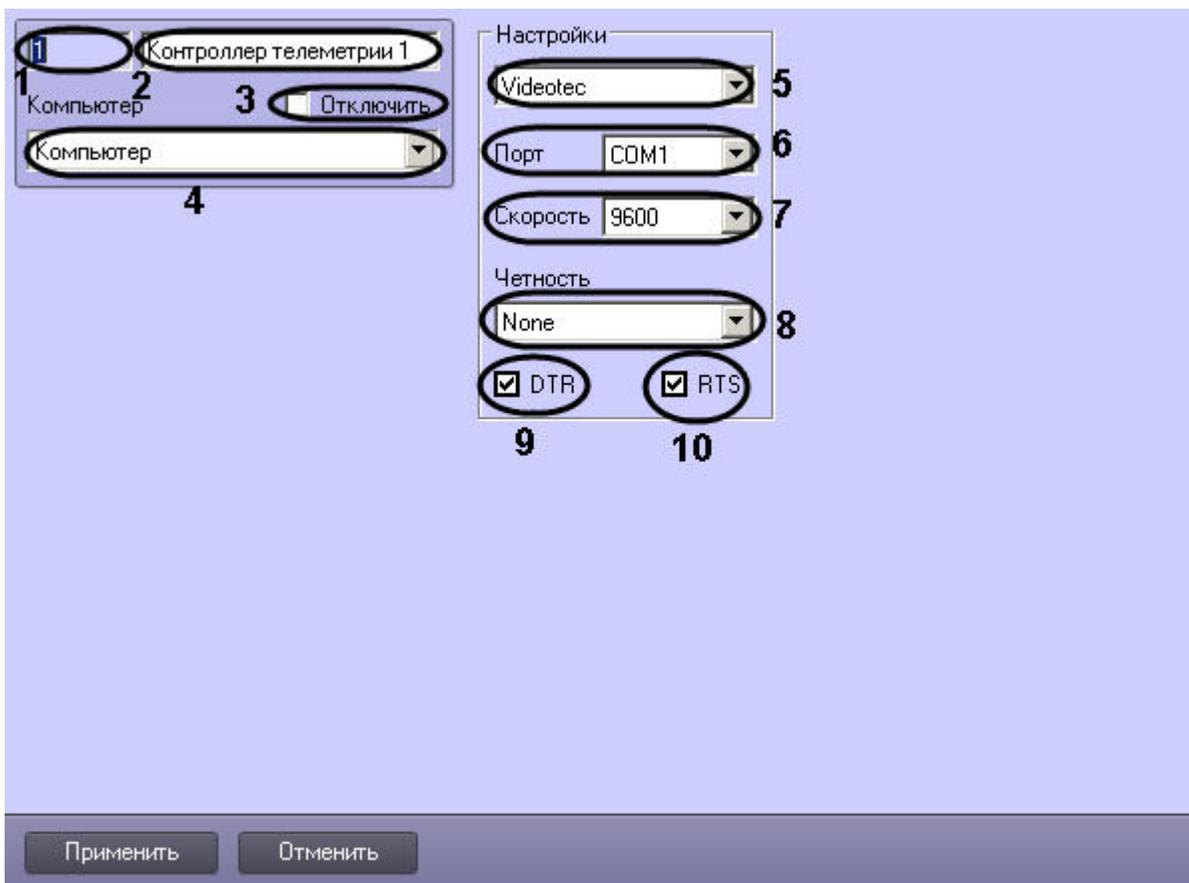 1 Контроллер телеметрии 1
1 2
Компьютер 3 Отключить
Компьютер
4
Настройки
Videotec 5
Порт COM1 6
Скорость 9600 7
Четность
None 8
DTR RTS
9 10
Применить Отменить